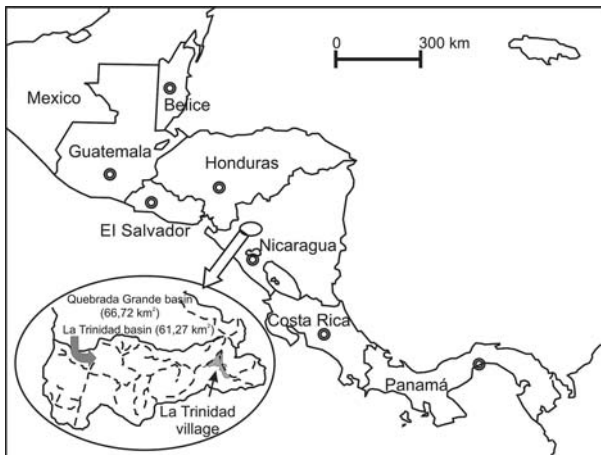 0 300 km
Mexico
Belice
Guatemala
Honduras
El Salvador
Nicaragua
Quebrada Grande basin
(66,72 km²)
La Trinidad basin (61,27 km²)
Costa Rica
Panamá
La Trinidad
village